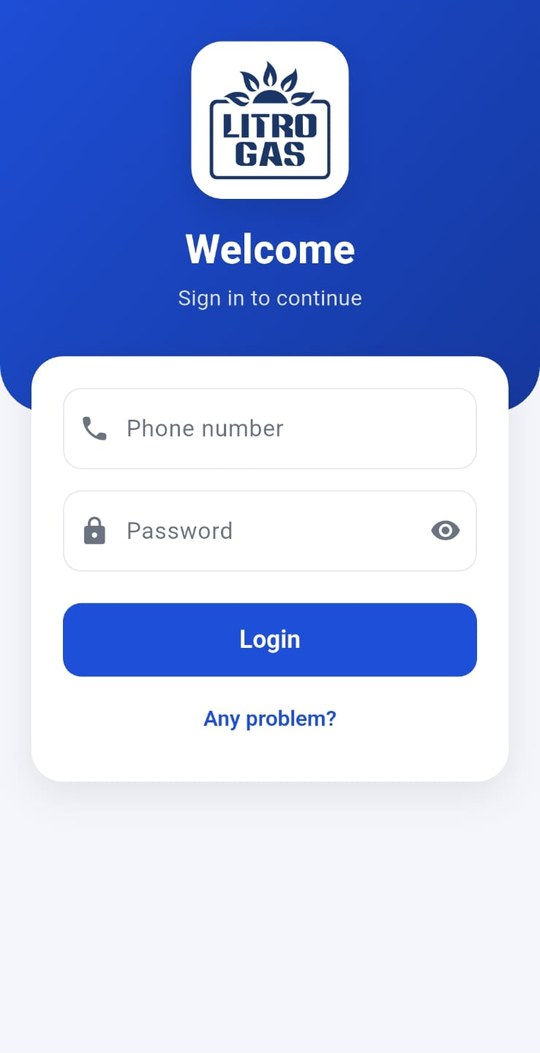 LITRO
GAS
Welcome
Sign in to continue
Phone number
Password
Login
Any problem?